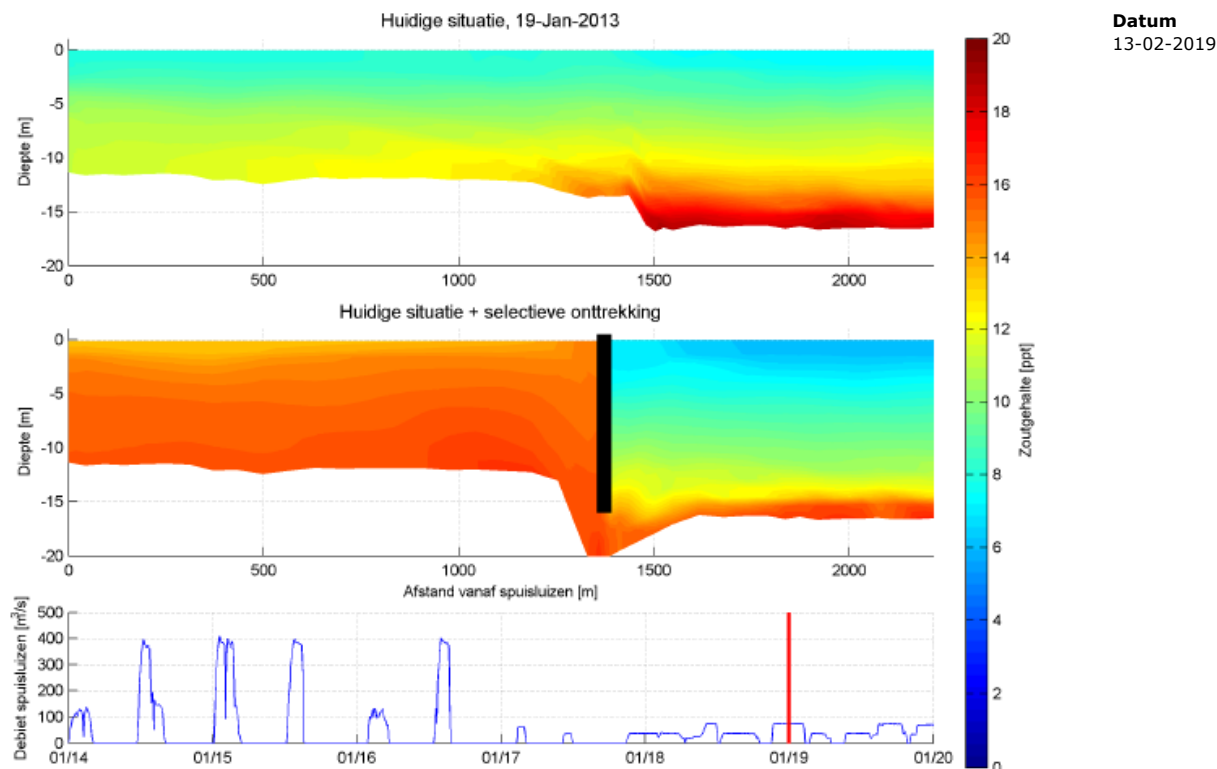 Huidige situatie, 19-Jan-2013
Datum
13-02-2019
0
-5
-10
-15
-20
Diepte [m]
0 500 1000 1500 2000
Huidige situatie + selectieve onttrekking
0
-5
-10
-15
-20
Diepte [m]
0 500 1000 1500 2000
Afstand vanaf spuisluizen [m]
500
400
300
200
100
0
Debiet spuisluizen [m³/s]
01/14 01/15 01/16 01/17 01/18 01/19 01/20
20
18
16
14
12
10
8
6
4
2
0
Zoutgehalte [ppt]